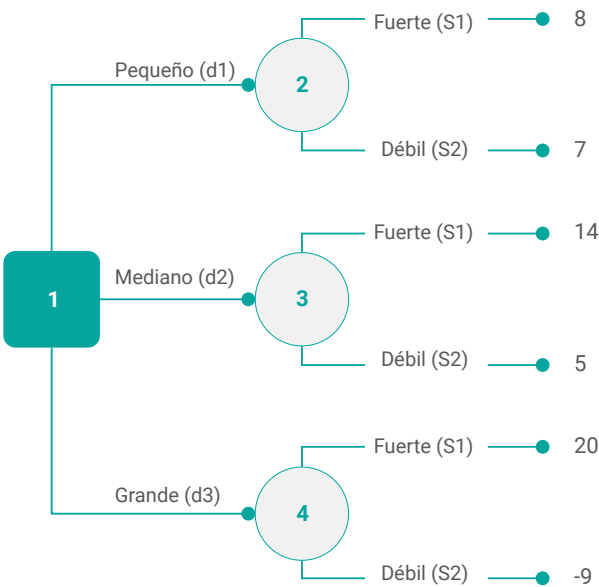 Fuerte (S1) 8
Pequeño (d1)
2
Débil (S2) 7
Fuerte (S1) 14
Mediano (d2)
1
3
Débil (S2) 5
Fuerte (S1) 20
Grande (d3)
4
Débil (S2) -9